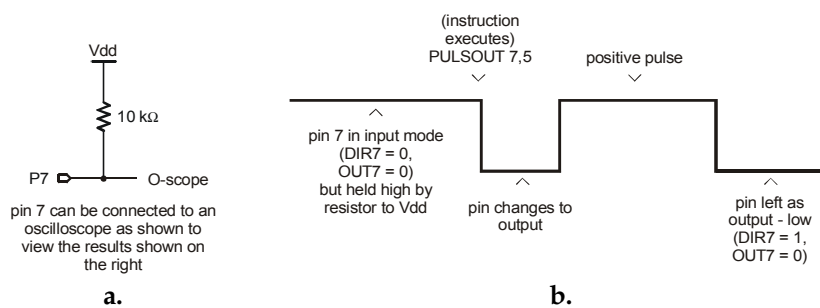 Vdd
10 kΩ
P7
O-scope
pin 7 can be connected to an
oscilloscope as shown to
view the results shown on
the right
a.
(instruction
executes)
PULSOUT 7,5
positive pulse
pin 7 in input mode
(DIR7 = 0,
OUT7 = 0)
but held high by
resistor to Vdd
pin changes to
output
pin left as
output - low
(DIR7 = 1,
OUT7 = 0)
b.